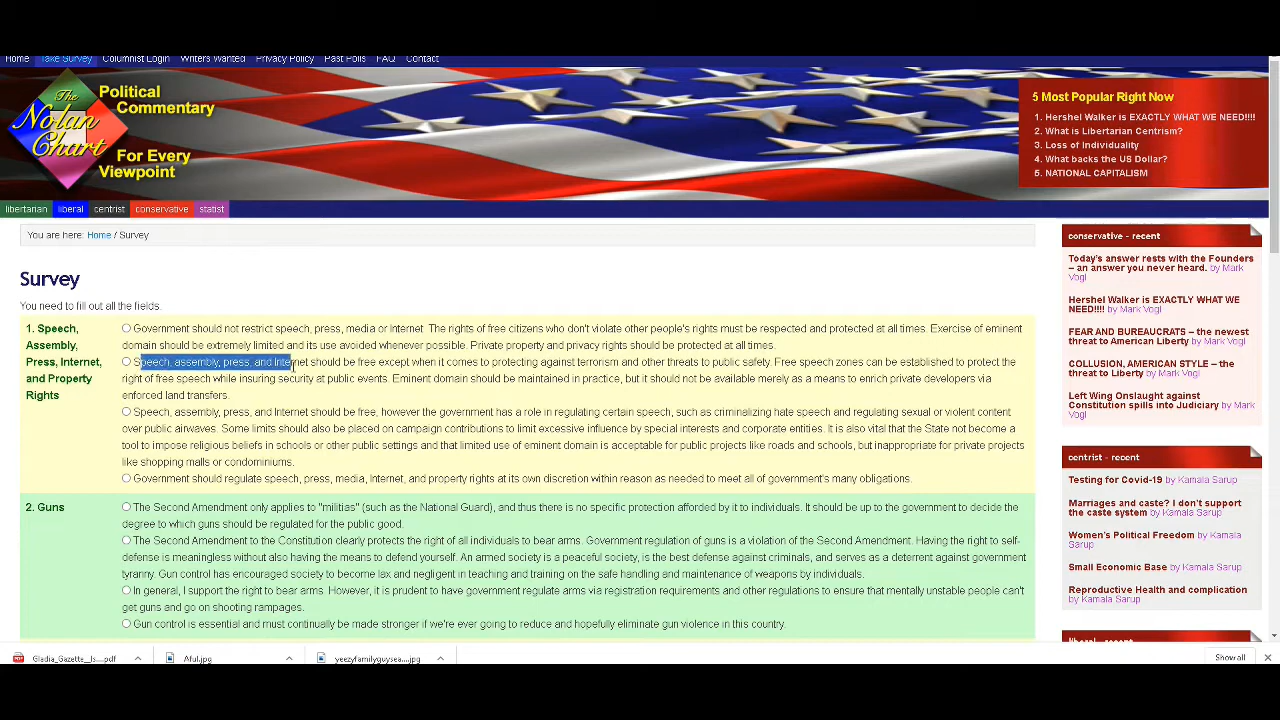 Home Take Survey Columnist Login Writers Wanted Privacy Policy Past Polls FAQ Contact
The Nolan Chart
Political Commentary
For Every Viewpoint
5 Most Popular Right Now
1. Hershel Walker is EXACTLY WHAT WE NEED!!!!
2. What is Libertarian Centrism?
3. Loss of Individuality
4. What backs the US Dollar?
5. NATIONAL CAPITALISM
libertarian liberal centrist conservative statist
You are here: Home / Survey
Survey
You need to fill out all the fields.
1. Speech,
Assembly,
Press, Internet,
and Property
Rights
Government should not restrict speech, press, media or internet The rights of free citizens who don't violate other people's rights must be respected and protected at all times. Exercise of eminent
domain should be extremely limited and its use avoided whenever possible. Private property and privacy rights should be protected at all times.
Speech, assembly, press, and Internet should be free except when it comes to protecting against terrorism and other threats to public safety. Free speech zones can be established to protect the
right of free speech while insuring security at public events. Eminent domain should be maintained in practice, but it should not be available merely as a means to enrich private developers via
enforced land transfers.
Speech, assembly, press, and Internet should be free, however the government has a role in regulating certain speech, such as criminalizing hate speech and regulating sexual or violent content
over public airwaves. Some limits should also be placed on campaign contributions to limit excessive influence by special interests and corporate entities. It is also vital that the State not become a
tool to impose religious beliefs in schools or other public settings and that limited use of eminent domain is acceptable for public projects like roads and schools, but inappropriate for private projects
like shopping malls or condominiums.
Government should regulate speech, press, media, Internet, and property rights at its own discretion within reason as needed to meet all of government's many obligations.
2. Guns
The Second Amendment only applies to "militias" (such as the National Guard), and thus there is no specific protection afforded by it to individuals. It should be up to the government to decide the
degree to which guns should be regulated for the public good.
The Second Amendment to the Constitution clearly protects the right of all individuals to bear arms. Government regulation of guns is a violation of the Second Amendment. Having the right to self-
defense is meaningless without also having the means to defend yourself. An armed society is a peaceful society, is the best defense against criminals, and serves as a deterrent against government
tyranny. Gun control has encouraged society to become lax and negligent in teaching and training on the safe handling and maintenance of weapons by individuals.
In general, I support the right to bear arms. However, it is prudent to have government regulate arms via registration requirements and other regulations to ensure that mentally unstable people can't
get guns and go on shooting rampages.
Gun control is essential and must continually be made stronger if we're ever going to reduce and hopefully eliminate gun violence in this country.
conservative - recent
Today's answer rests with the Founders
– an answer you never heard. by Mark
Vogl
Hershel Walker is EXACTLY WHAT WE
NEED!!!! by Mark Vogl
FEAR AND BUREAUCRATS – the newest
threat to American Liberty by Mark Vogl
COLLUSION, AMERICAN STYLE – the
threat to Liberty by Mark Vogl
Left Wing Onslaught against
Constitution spills into Judiciary by Mark
Vogl
centrist - recent
Testing for Covid-19 by Kamala Sarup
Marriages and caste? I don't support
the caste system by Kamala Sarup
Women's Political Freedom by Kamala
Sarup
Small Economic Base by Kamala Sarup
Reproductive Health and complication
by Kamala Sarup
liberal - recent
Gladia_Gazette__Is....pdf
Aful.jpg
yeezyfamilyguysea....jpg
Show all